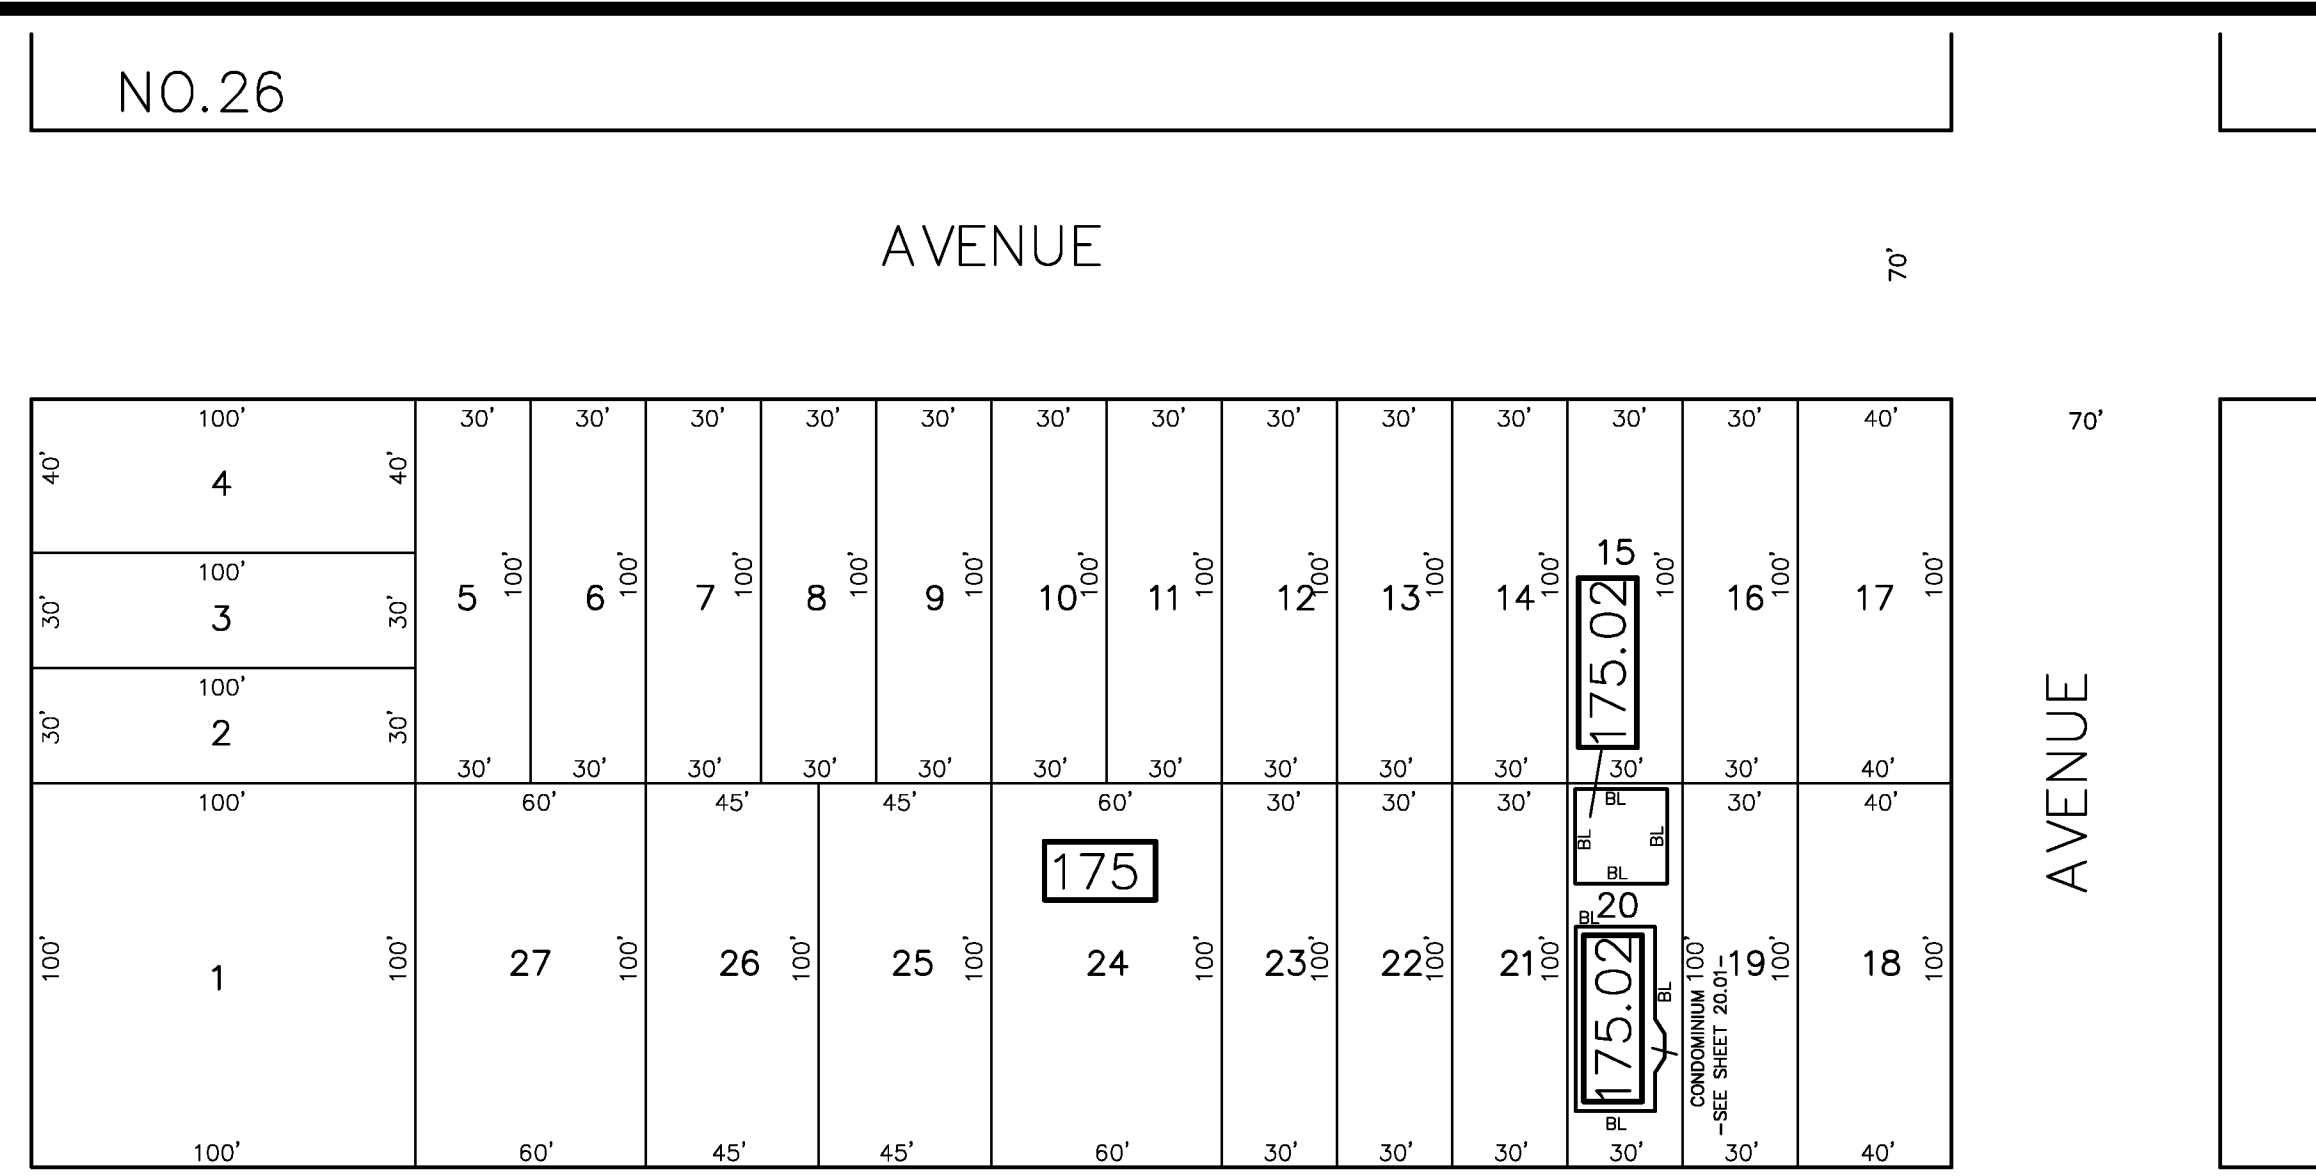 NO.26
AVENUE
70'
100' 30' 30' 30' 30' 30' 30' 30' 30' 30' 30' 30' 30' 40' 70'
40' 4 40'
15
100'
30' 3 30' 5 100' 6 100' 7 100' 8 100' 9 100' 10 100' 11 100' 12 100' 13 100' 14 100' 175.02 100' 16 100' 17 100'
100'
30' 2 30'
30' 30' 30' 30' 30' 30' 30' 30' 30' 30' 30' 30' 40'
AVENUE
100' 60' 45' 45' 60' 30' 30' 30' BL 30' 40'
BL BL
175
BL
BL 20
100' 1 100' 27 100' 26 100' 25 100' 24 100' 23 100' 22 100' 21 100' 175.02 BL 100' 19 100' 18 100'
CONDOMINIUM
-SEE SHEET 20.01-
BL
100' 60' 45' 45' 60' 30' 30' 30' 30' 30' 40'